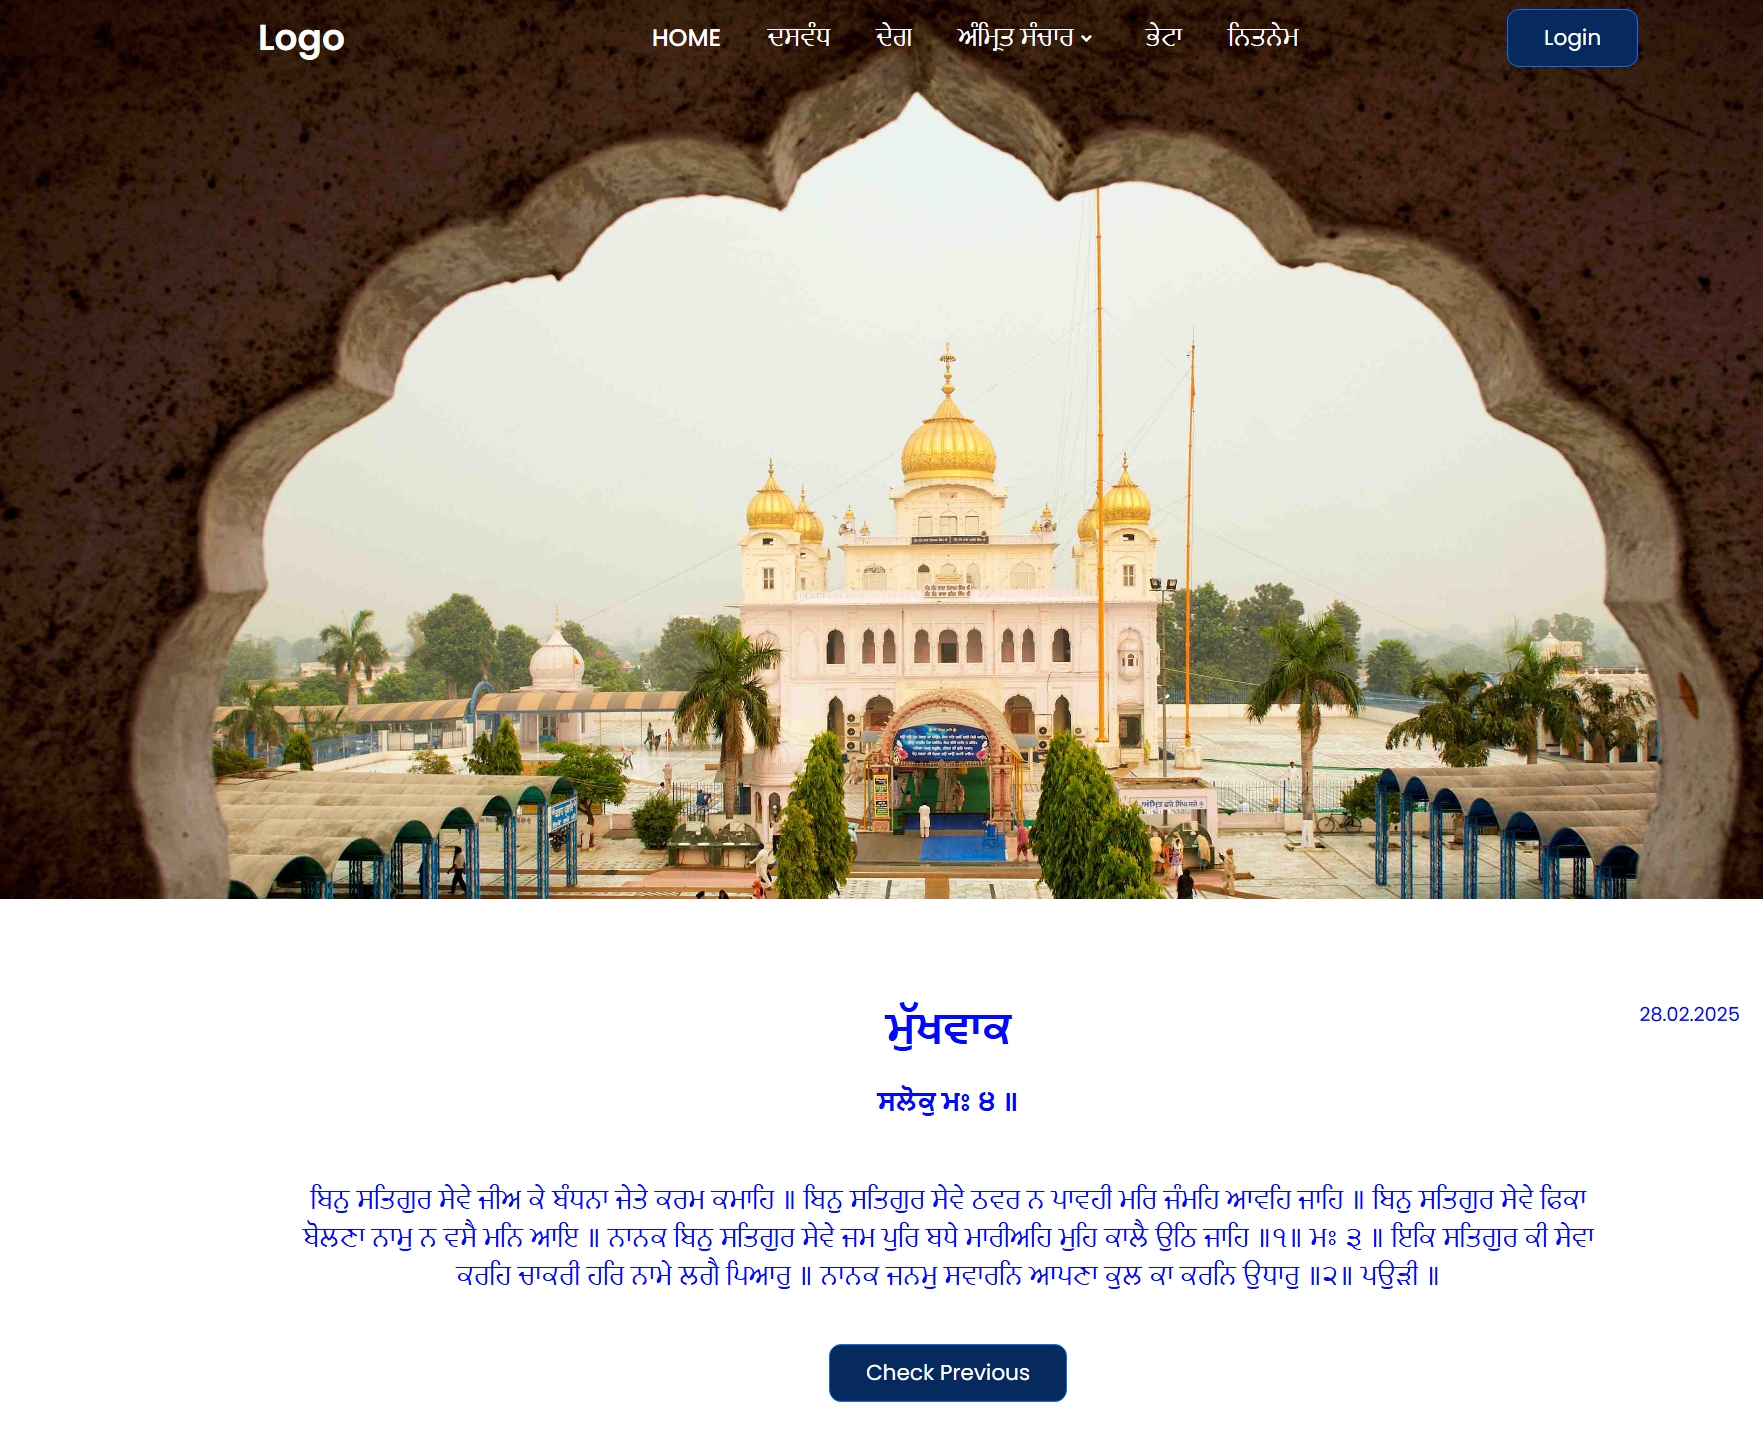 Logo
HOME
ਦਸਵੰਧ
ਦੇਗ
ਅੰਮ੍ਰਿਤ ਸੰਚਾਰ
ਭੇਟਾ
ਨਿਤਨੇਮ
Login
ਮੁੱਖਵਾਕ
28.02.2025
ਸਲੋਕੁ ਮਃ ੪ ॥
ਬਿਨੁ ਸਤਿਗੁਰ ਸੇਵੇ ਜੀਅ ਕੇ ਬੰਧਨਾ ਜੇਤੇ ਕਰਮ ਕਮਾਹਿ ॥ ਬਿਨੁ ਸਤਿਗੁਰ ਸੇਵੇ ਠਵਰ ਨ ਪਾਵਹੀ ਮਰਿ ਜੰਮਹਿ ਆਵਹਿ ਜਾਹਿ ॥ ਬਿਨੁ ਸਤਿਗੁਰ ਸੇਵੇ ਫਿਕਾ
ਬੋਲਣਾ ਨਾਮੁ ਨ ਵਸੈ ਮਨਿ ਆਇ ॥ ਨਾਨਕ ਬਿਨੁ ਸਤਿਗੁਰ ਸੇਵੇ ਜਮ ਪੁਰਿ ਬਧੇ ਮਾਰੀਅਹਿ ਮੁਹਿ ਕਾਲੈ ਉਠਿ ਜਾਹਿ ॥੧॥ ਮਃ ੩ ॥ ਇਕਿ ਸਤਿਗੁਰ ਕੀ ਸੇਵਾ
ਕਰਹਿ ਚਾਕਰੀ ਹਰਿ ਨਾਮੇ ਲਗੈ ਪਿਆਰੁ ॥ ਨਾਨਕ ਜਨਮੁ ਸਵਾਰਨਿ ਆਪਣਾ ਕੁਲ ਕਾ ਕਰਨਿ ਉਧਾਰੁ ॥੨॥ ਪਉੜੀ ॥
Check Previous